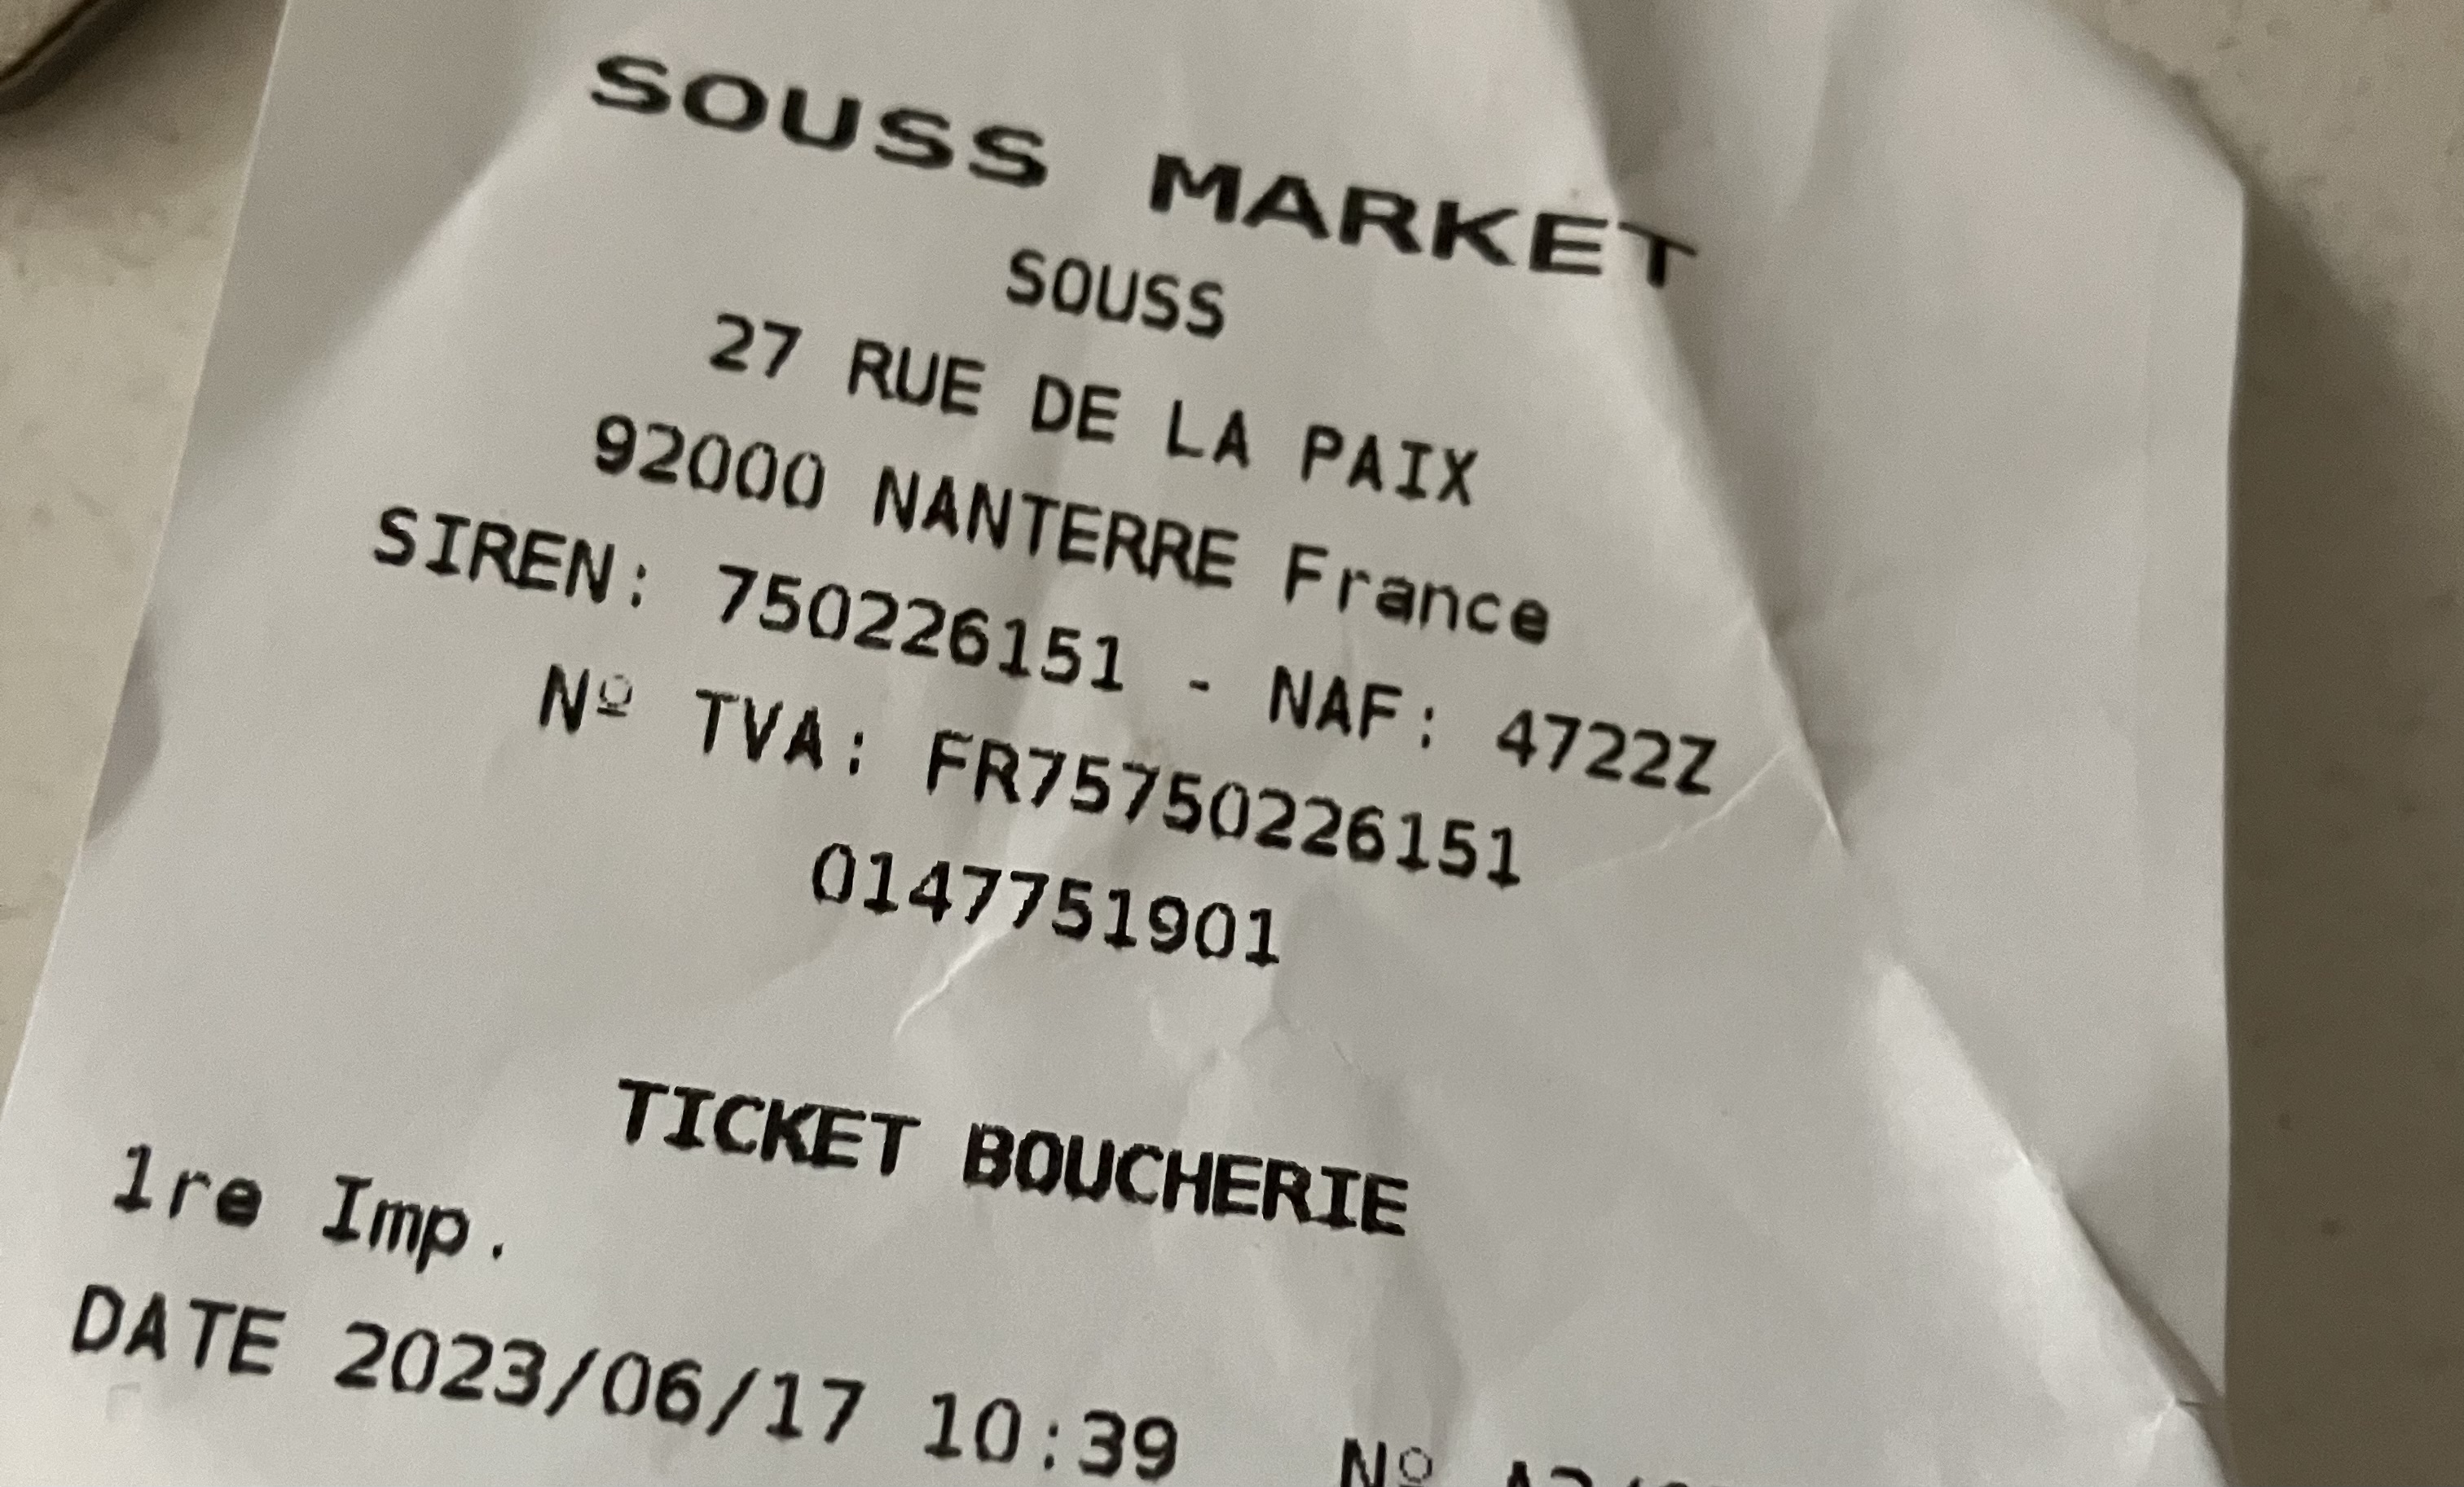 SOUSS MARKET
SOUSS
27 RUE DE LA PAIX
92000 NANTERRE France
SIREN: 750226151 - NAF: 4722Z
Nº TVA: FR75750226151
0147751901
TICKET BOUCHERIE
1re Imp.
DATE 2023/06/17 10:39 Nº